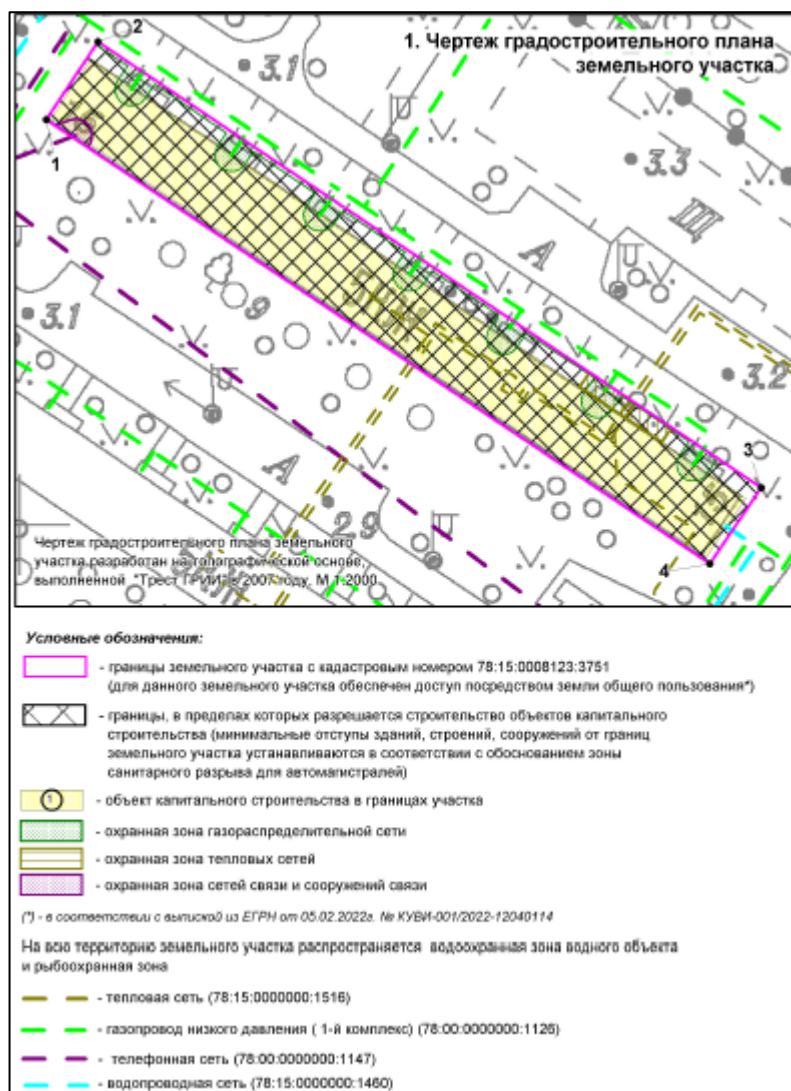 2
1. Чертеж градостроительного плана
земельного участка
3.1
3.3
1
А
9
3.1
3.2
3
А
2.9
4
Чертеж градостроительного плана земельного
участка разработан на топографической основе,
выполненной "Трест ГРИИ" в 2007 году, М 1:2000
Условные обозначения:
- границы земельного участка с кадастровым номером 78:15:0008123:3751
(для данного земельного участка обеспечен доступ посредством земли общего пользования*)
- границы, в пределах которых разрешается строительство объектов капитального
строительства (минимальные отступы зданий, строений, сооружений от границ
земельного участка устанавливаются в соответствии с обоснованием зоны
санитарного разрыва для автомагистралей)
1 - объект капитального строительства в границах участка
- охранная зона газораспределительной сети
- охранная зона тепловых сетей
- охранная зона сетей связи и сооружений связи
(*) - в соответствии с выпиской из ЕГРН от 05.02.2022г. № КУВИ-001/2022-12040114
На всю территорию земельного участка распространяется водоохранная зона водного объекта
и рыбоохранная зона
- тепловая сеть (78:15:0000000:1516)
- газопровод низкого давления ( 1-й комплекс) (78:00:0000000:1126)
- телефонная сеть (78:00:0000000:1147)
- водопроводная сеть (78:15:0000000:1460)